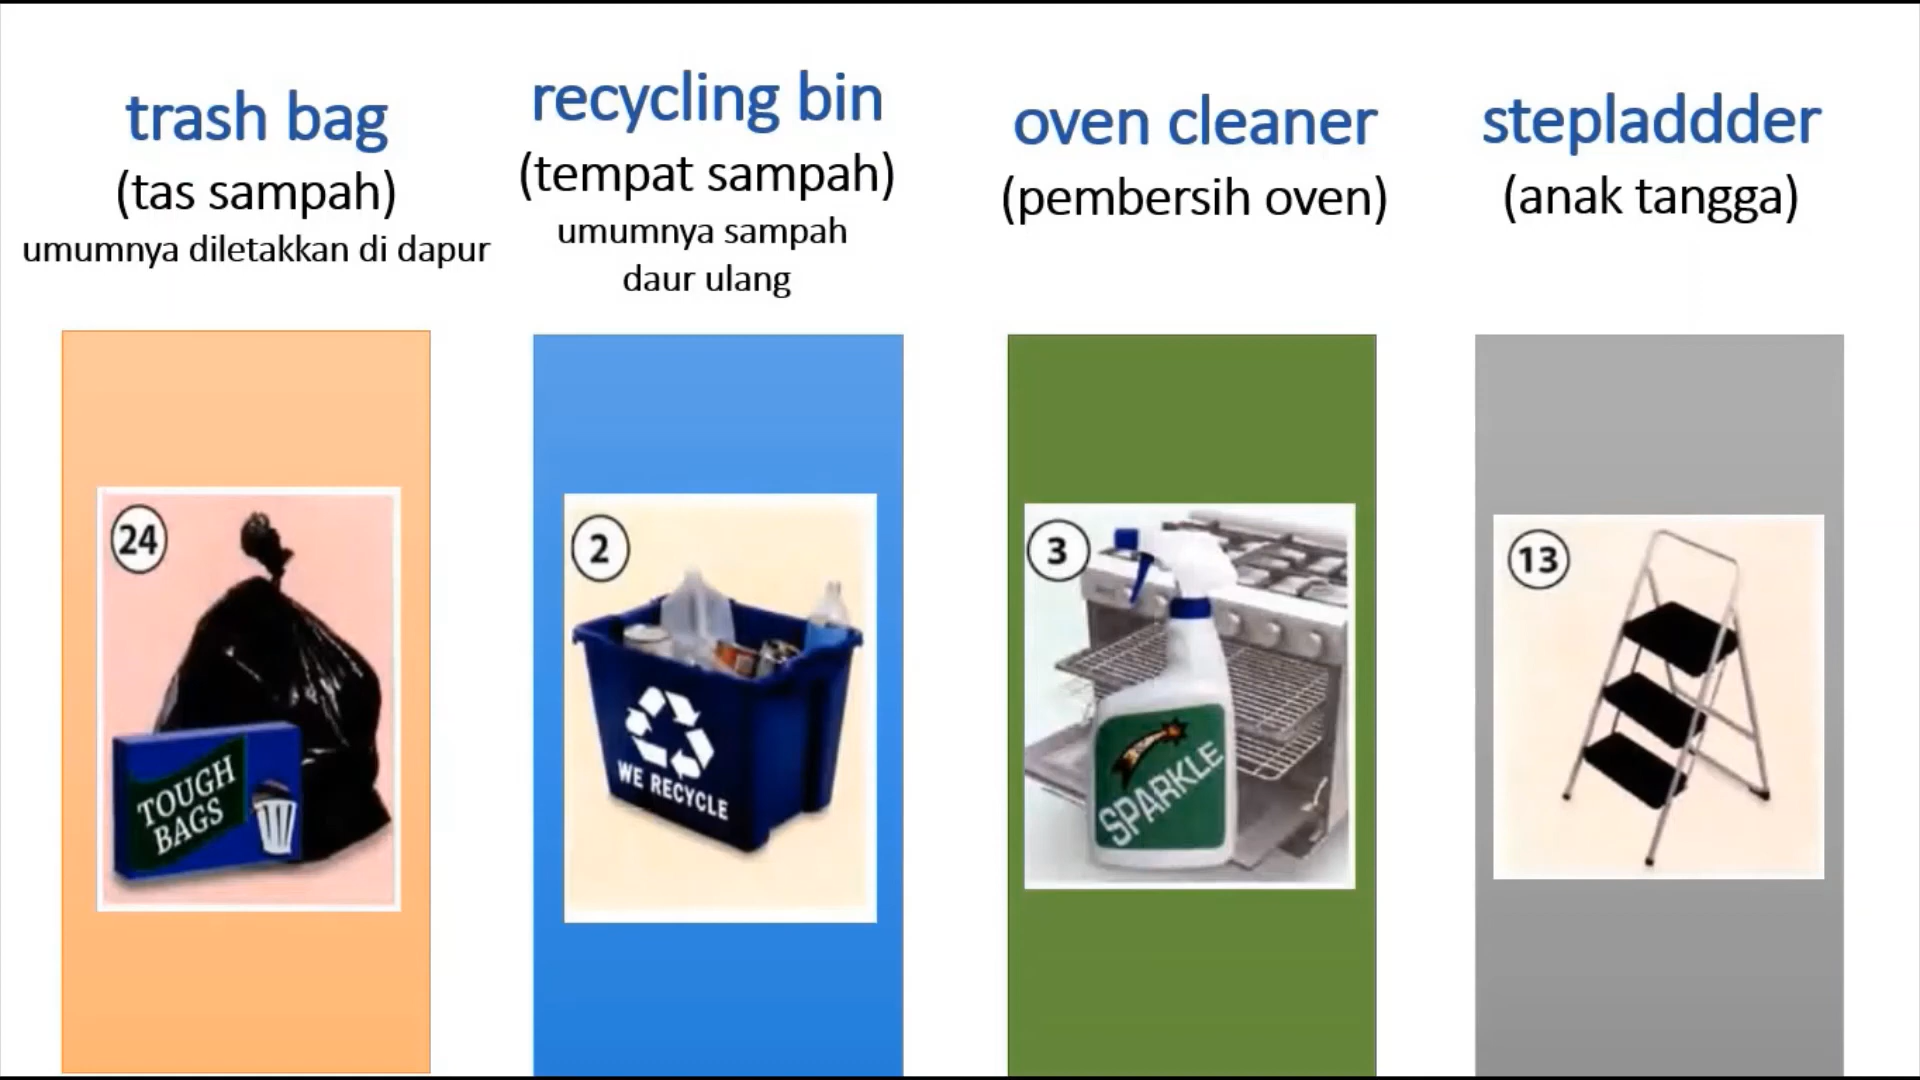 trash bag
(tas sampah)
umumnya diletakkan di dapur
recycling bin
(tempat sampah)
umumnya sampah
daur ulang
oven cleaner
(pembersih oven)
stepladdder
(anak tangga)
24
TOUGH
BAGS
2
WE RECYCLE
3
SPARKLE
13